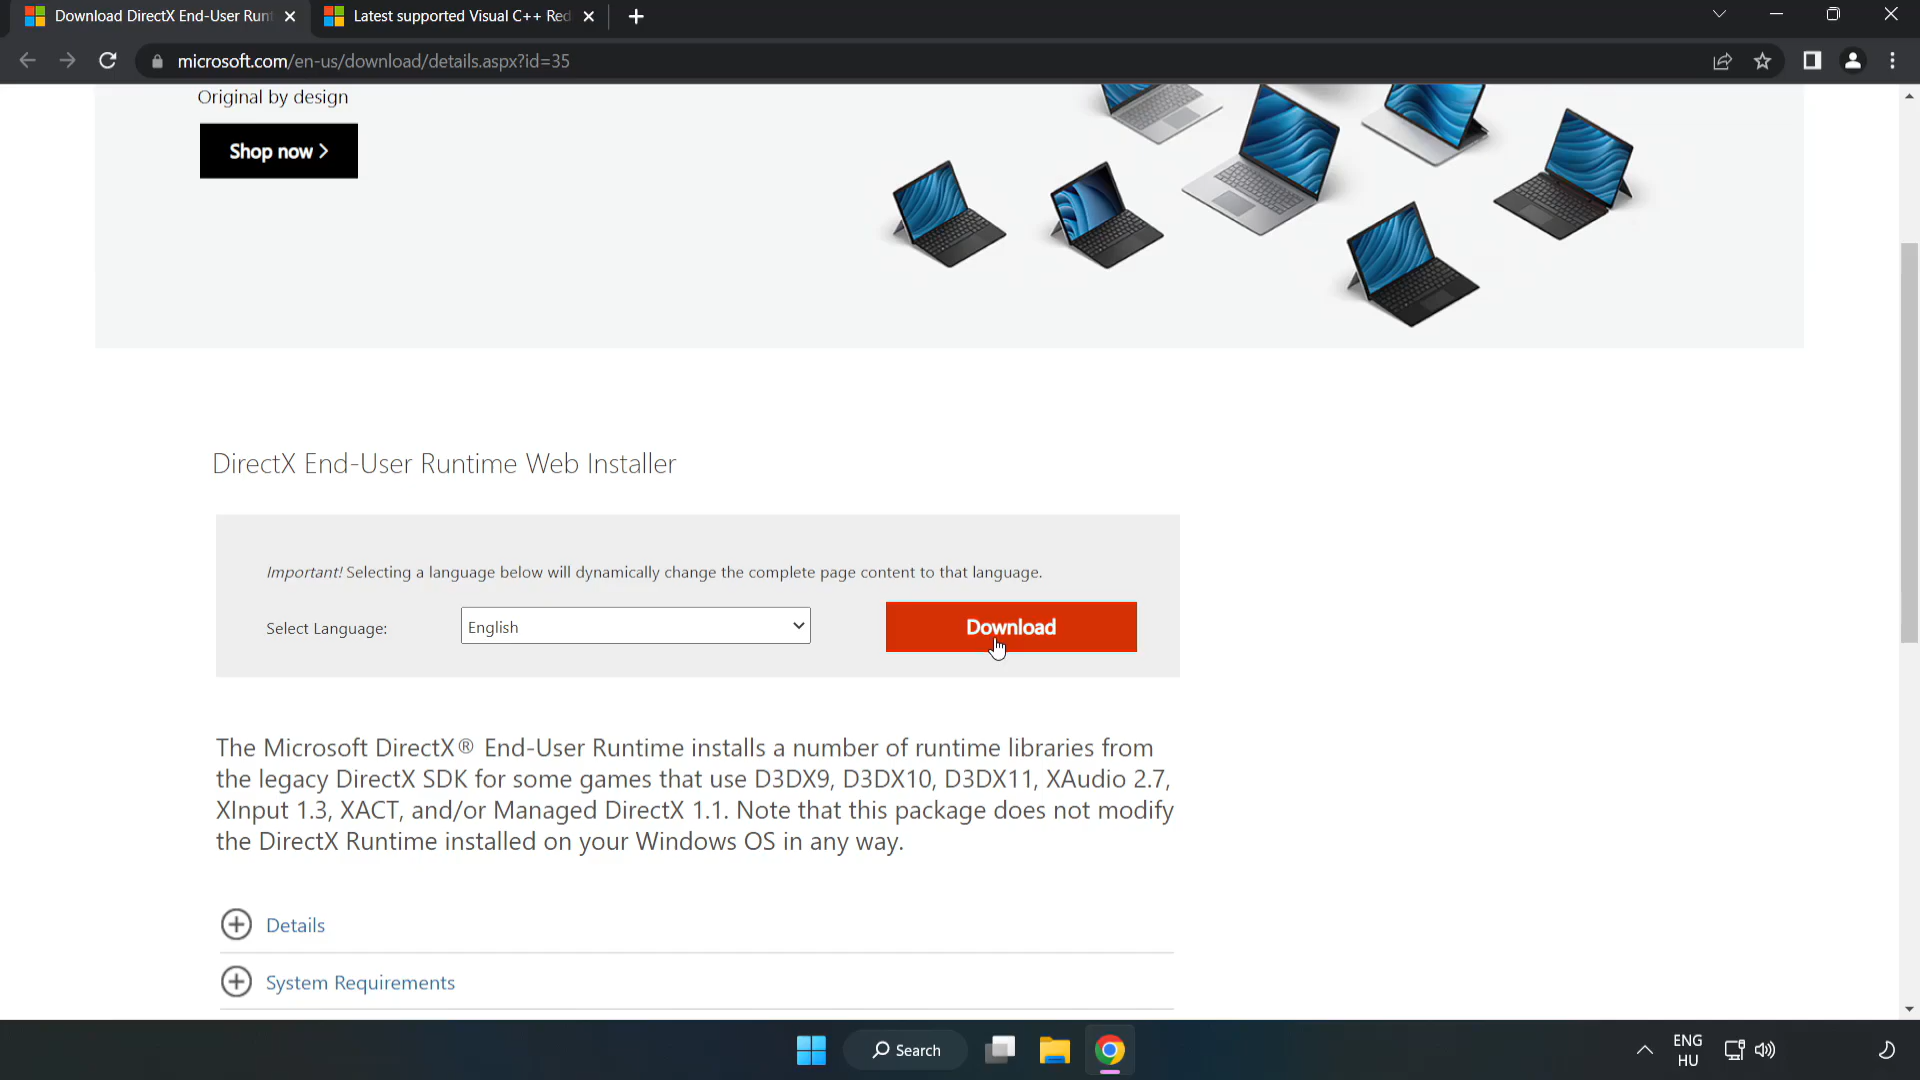 Download DirectX End-User Runt
Latest supported Visual C++ Red
microsoft.com/en-us/download/details.aspx?id=35
Original by design
Shop now >
DirectX End-User Runtime Web Installer
Important! Selecting a language below will dynamically change the complete page content to that language.
Select Language:
English
Download
The Microsoft DirectX® End-User Runtime installs a number of runtime libraries from
the legacy DirectX SDK for some games that use D3DX9, D3DX10, D3DX11, XAudio 2.7,
XInput 1.3, XACT, and/or Managed DirectX 1.1. Note that this package does not modify
the DirectX Runtime installed on your Windows OS in any way.
Details
System Requirements
Search
ENG
HU